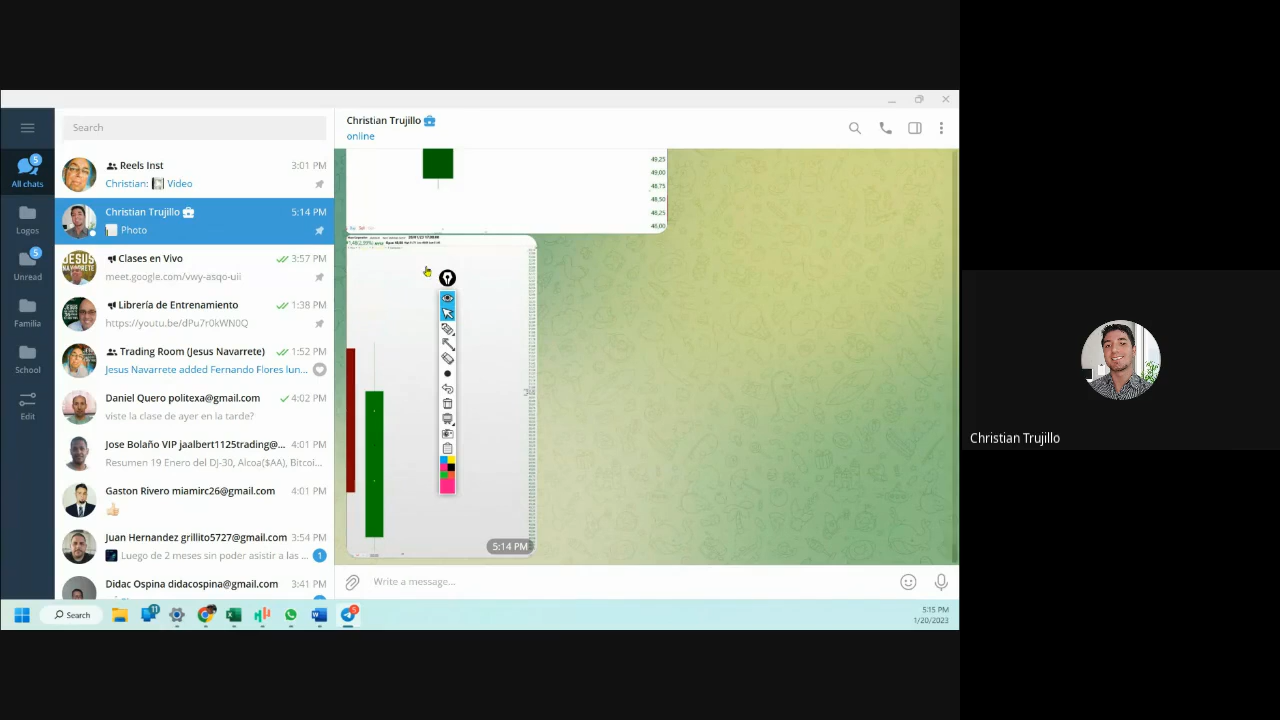 Search
Christian Trujillo
online
5
All chats
Logos
5
Unread
Familia
School
Edit
Reels Inst
3:01 PM
Christian: Video
Christian Trujillo
5:14 PM
Photo
Clases en Vivo
3:57 PM
meet.google.com/vwy-asqo-uii
Librería de Entrenamiento
1:38 PM
https://youtu.be/dPu7r0kWN0Q
Trading Room (Jesus Navarrete)
1:52 PM
Jesus Navarrete added Fernando Flores lun...
Daniel Quero politexa@gmail.com
4:02 PM
viste la clase de ayer en la tarde?
Jose Bolaño VIP jaalbert1125trading@...
4:01 PM
Resumen 19 Enero del DJ-30, Alcoa($AA), Bitcoi...
Gaston Rivero miamirc26@gmail.com
4:01 PM
Juan Hernandez grillito5727@gmail.com
3:54 PM
Luego de 2 meses sin poder asistir a las ...
1
Didac Ospina didacospina@gmail.com
3:41 PM
49,25
49,00
48,75
48,50
48,25
48,00
5:14 PM
Write a message...
Search
5:15 PM
1/20/2023
Christian Trujillo